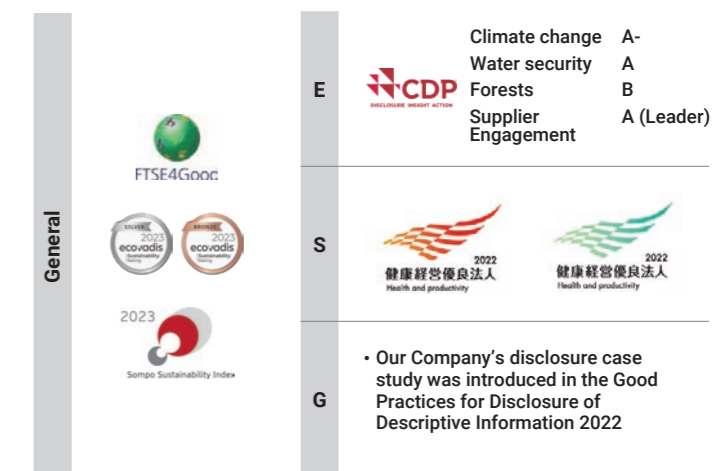 General
FTSE4Good
SILVER
2023
ecovadis
Sustainability
Rating
BRONZE
2023
ecovadis
Sustainability
Rating
2023
Sompo Sustainability Index
E
CDP
DISCLOSURE INSIGHT ACTION
Climate change A-
Water security A
Forests B
Supplier A (Leader)
Engagement
S
2022
健康経営優良法人
Health and productivity
2022
健康経営優良法人
Health and productivity
G
• Our Company’s disclosure case
study was introduced in the Good
Practices for Disclosure of
Descriptive Information 2022